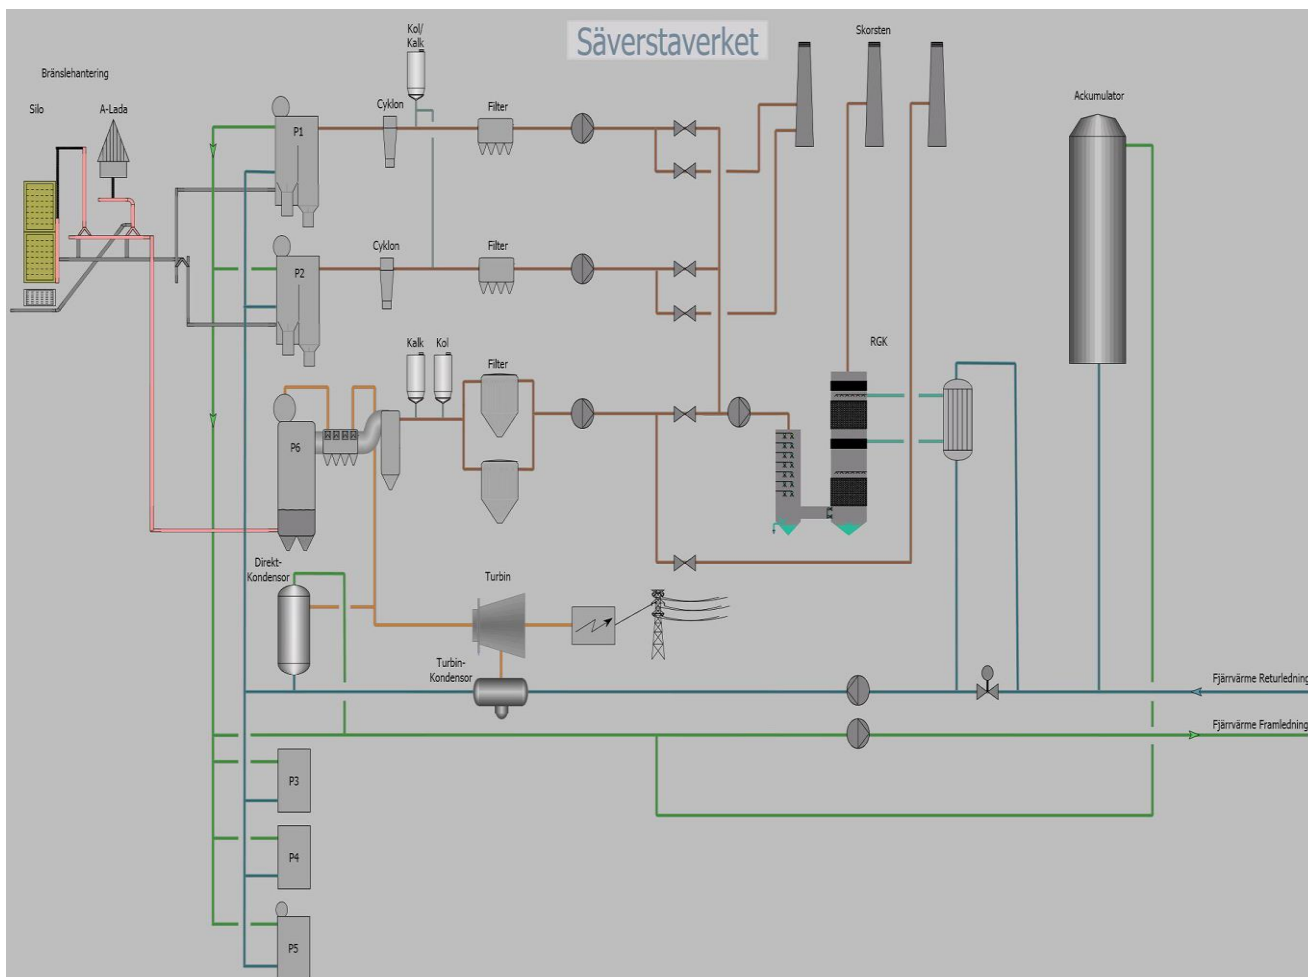 Säverstaverket
Kol/
Kalk
Skorsten
Bränslehantering
Silo
A-Lada
Cyklon
Filter
Ackumulator
P1
Cyklon
Filter
P2
Kalk
Kol
Filter
RGK
P6
Direkt-
Kondensor
Turbin
Turbin-
Kondensor
Fjärrvärme Returledning
Fjärrvärme Framledning
P3
P4
P5